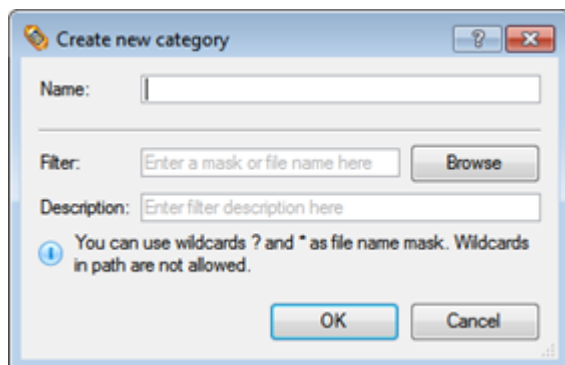 Create new category
Name:
Filter: Enter a mask or file name here Browse
Description: Enter filter description here
You can use wildcards ? and * as file name mask. Wildcards
in path are not allowed.
OK Cancel